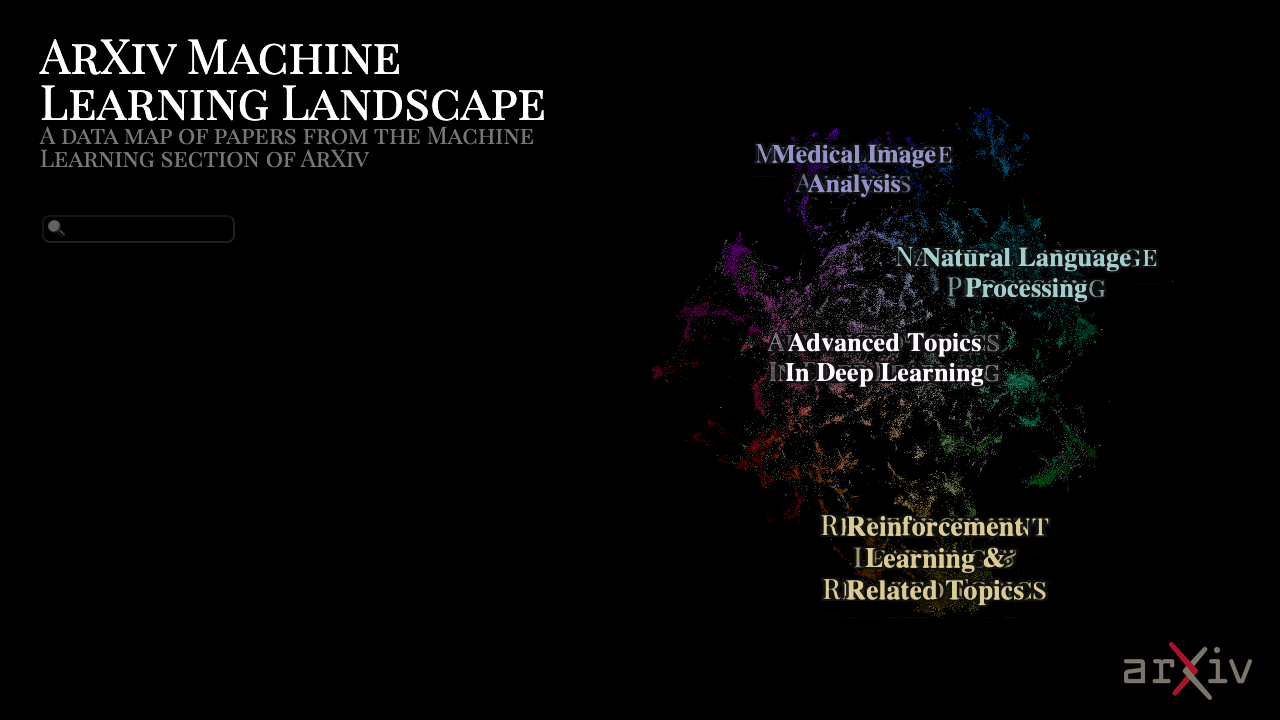 ArXiv Machine
Learning Landscape
A data map of papers from the Machine
Learning section of ArXiv
Medical Image
Analysis
Natural Language
Processing
Advanced Topics
In Deep Learning
Reinforcement
Learning &
Related Topics
arXiv